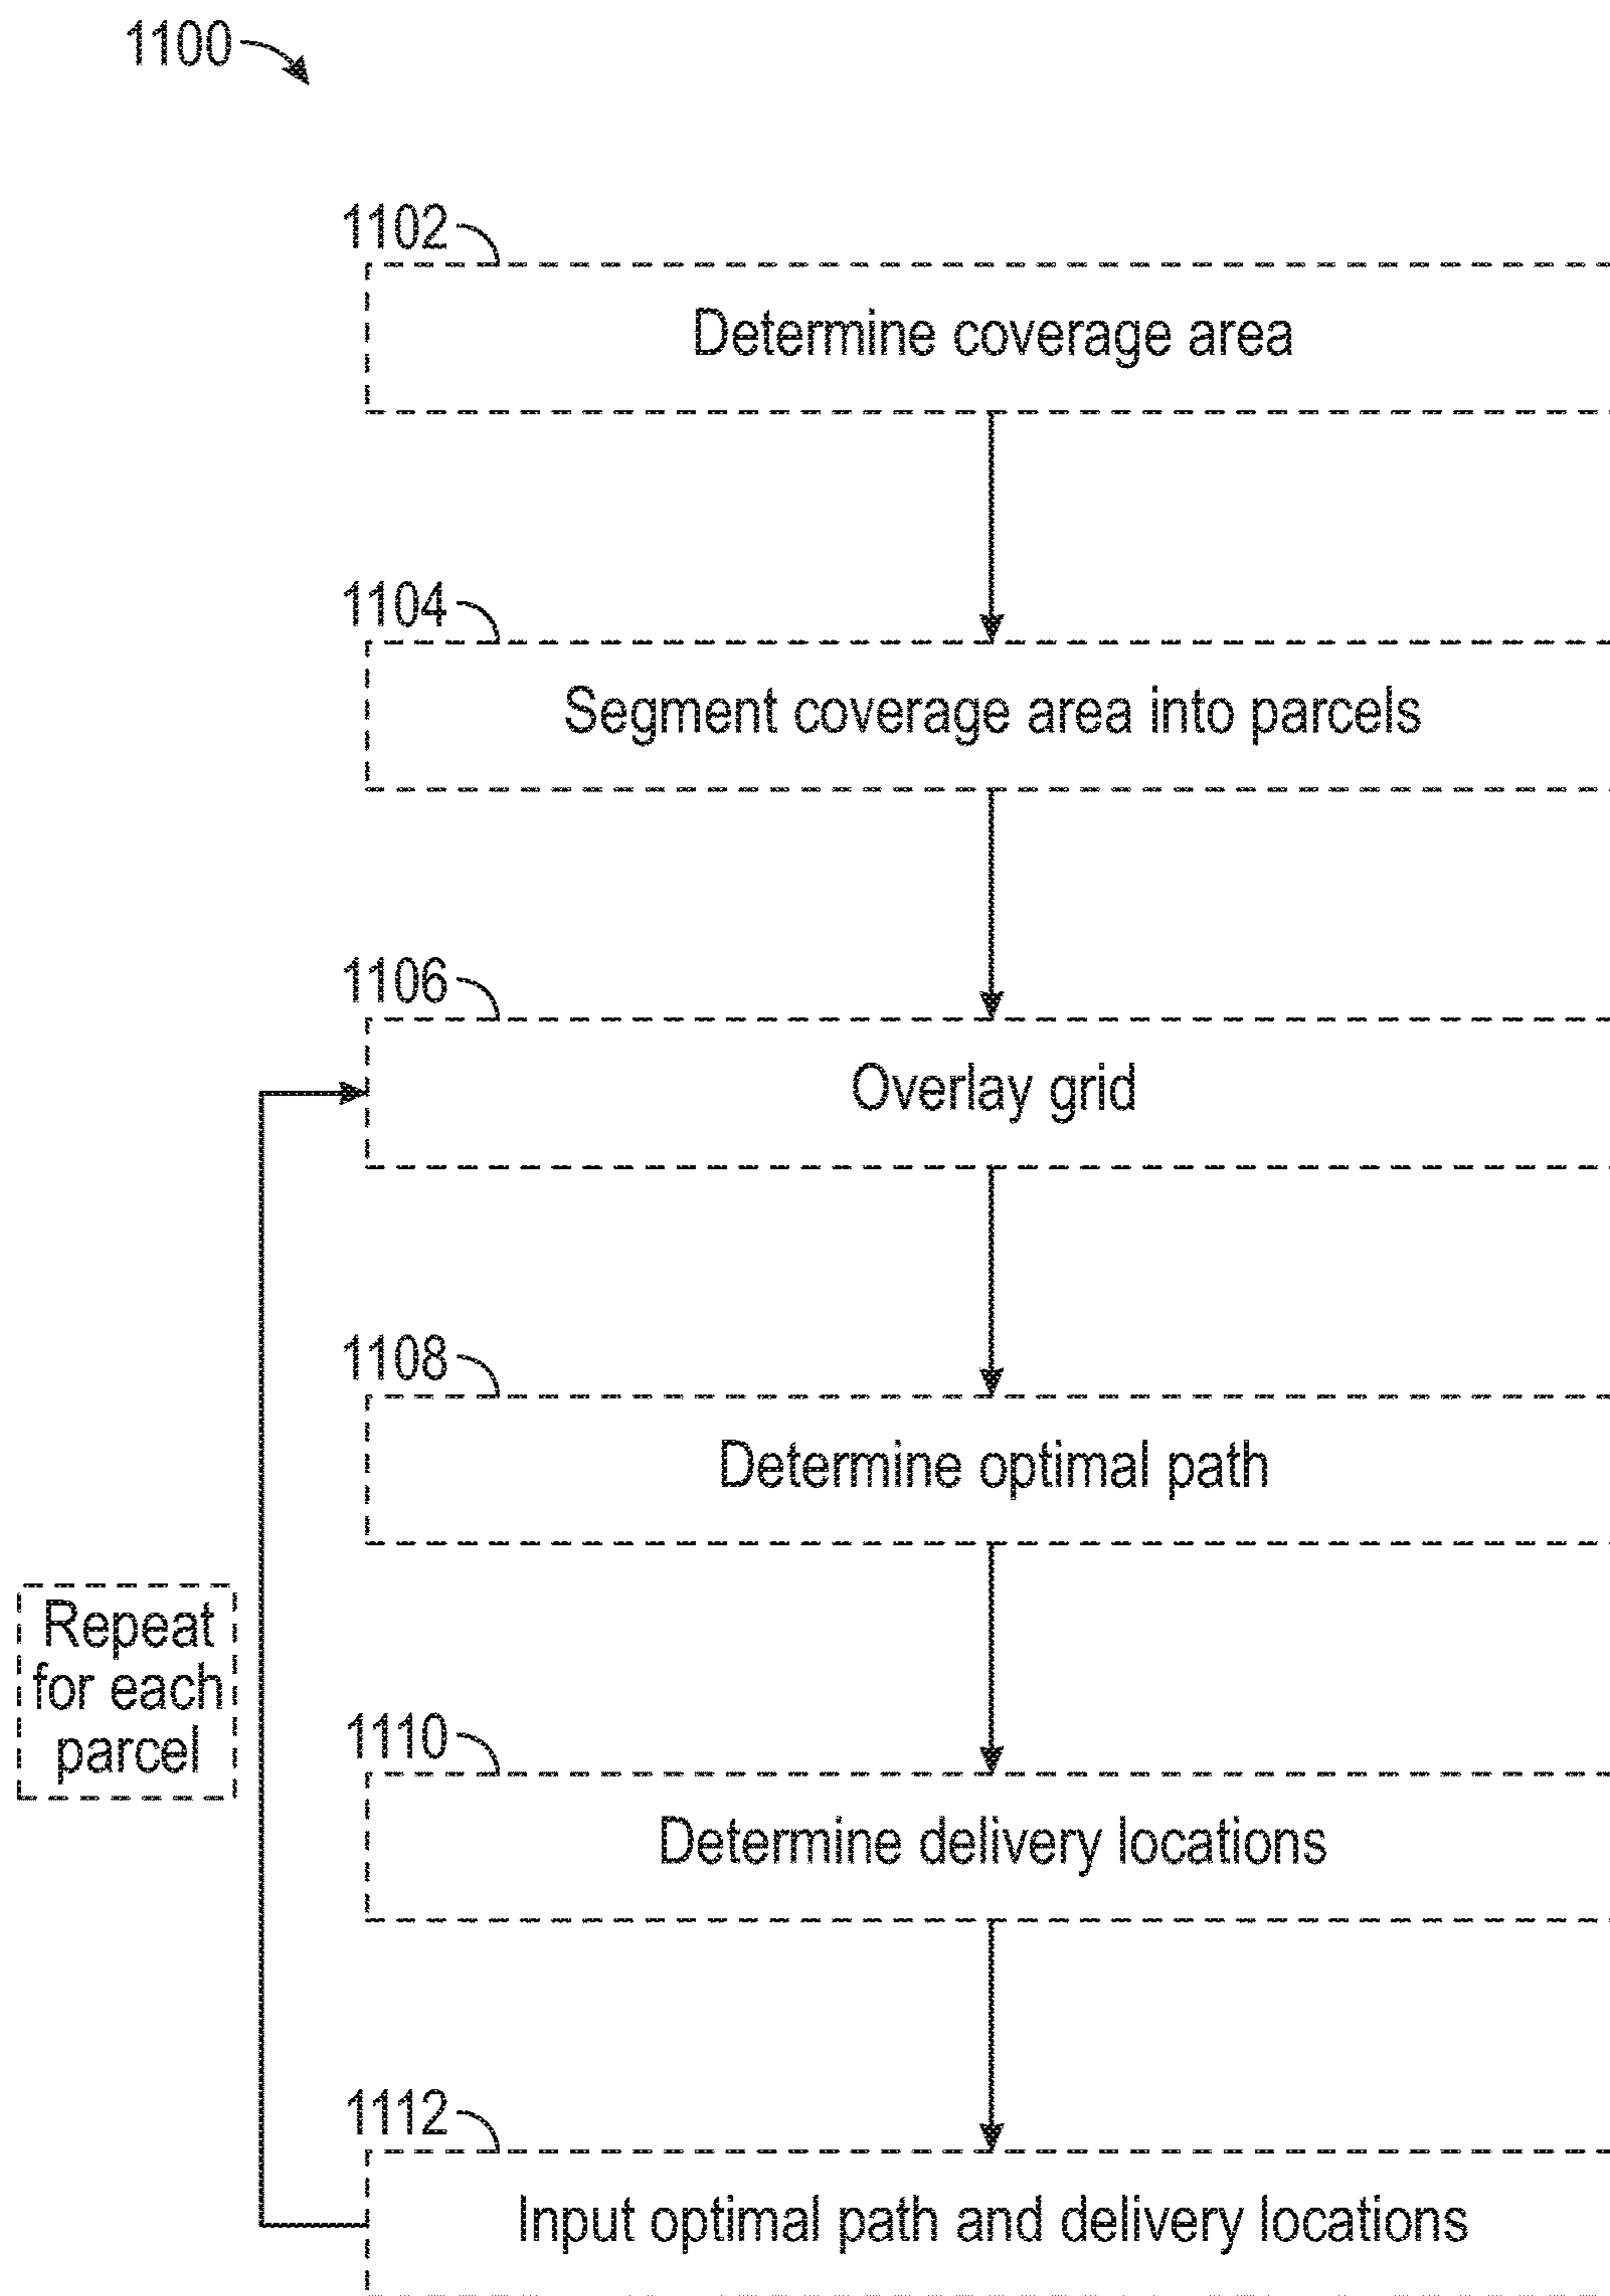 1100
1102
Determine coverage area
1104
Segment coverage area into parcels
1106
Overlay grid
1108
Determine optimal path
Repeat
for each
parcel
1110
Determine delivery locations
1112
Input optimal path and delivery locations